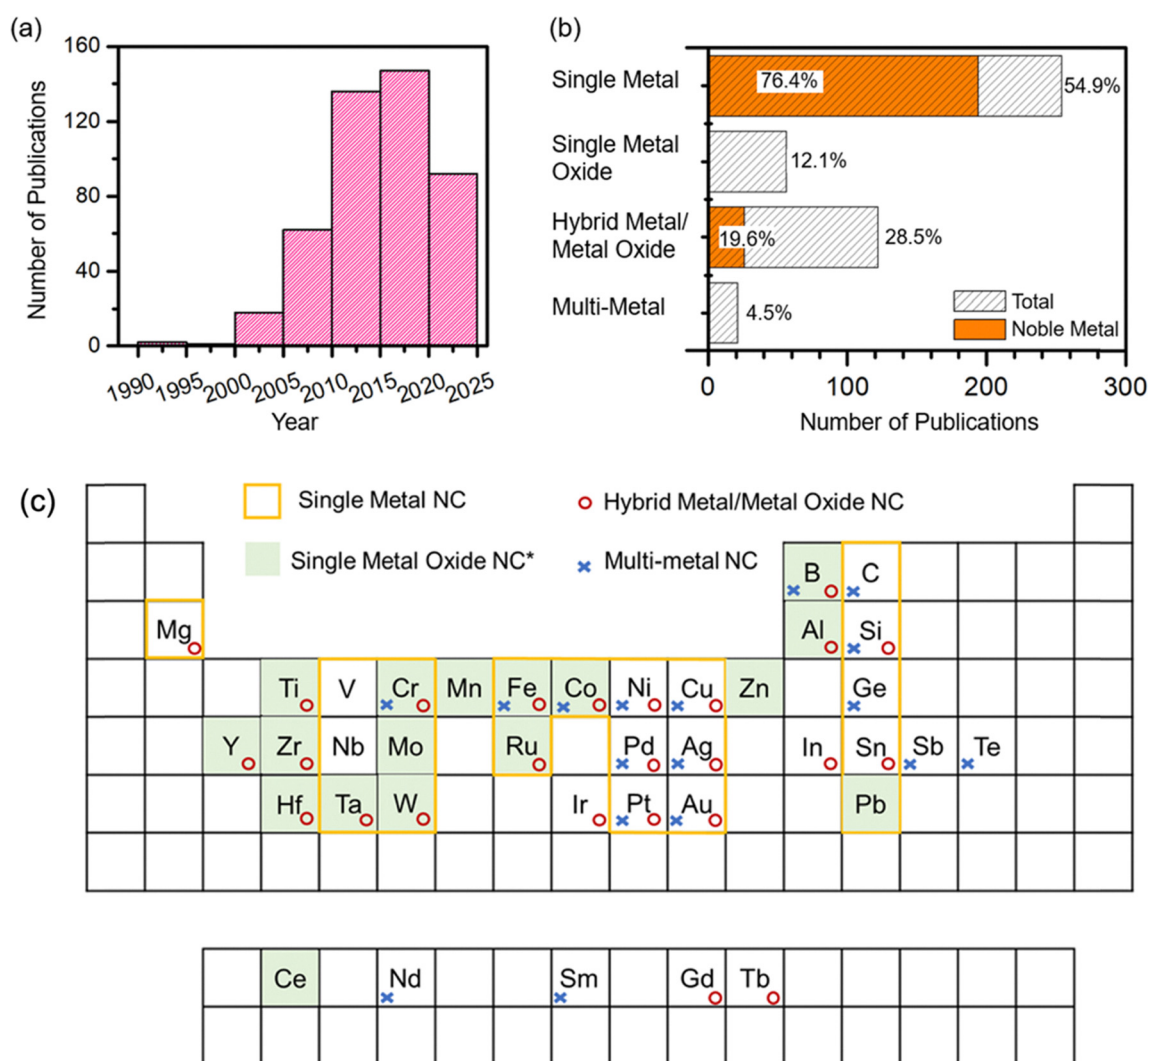 (a)
160
120
80
40
0
Number of Publications
1990 1995 2000 2005 2010 2015 2020 2025
Year
(b)
Single Metal
76.4%
54.9%
Single Metal
Oxide
12.1%
Hybrid Metal/
Metal Oxide
19.6%
28.5%
Multi-Metal
4.5%
Total
Noble Metal
0 100 200 300
Number of Publications
(c)
Single Metal NC
Hybrid Metal/Metal Oxide NC
Single Metal Oxide NC*
Multi-metal NC
B C
Mg Al Si
Ti V Cr Mn Fe Co Ni Cu Zn Ge
Y Zr Nb Mo Ru Pd Ag In Sn Sb Te
Hf Ta W Ir Pt Au Pb
Ce Nd Sm Gd Tb